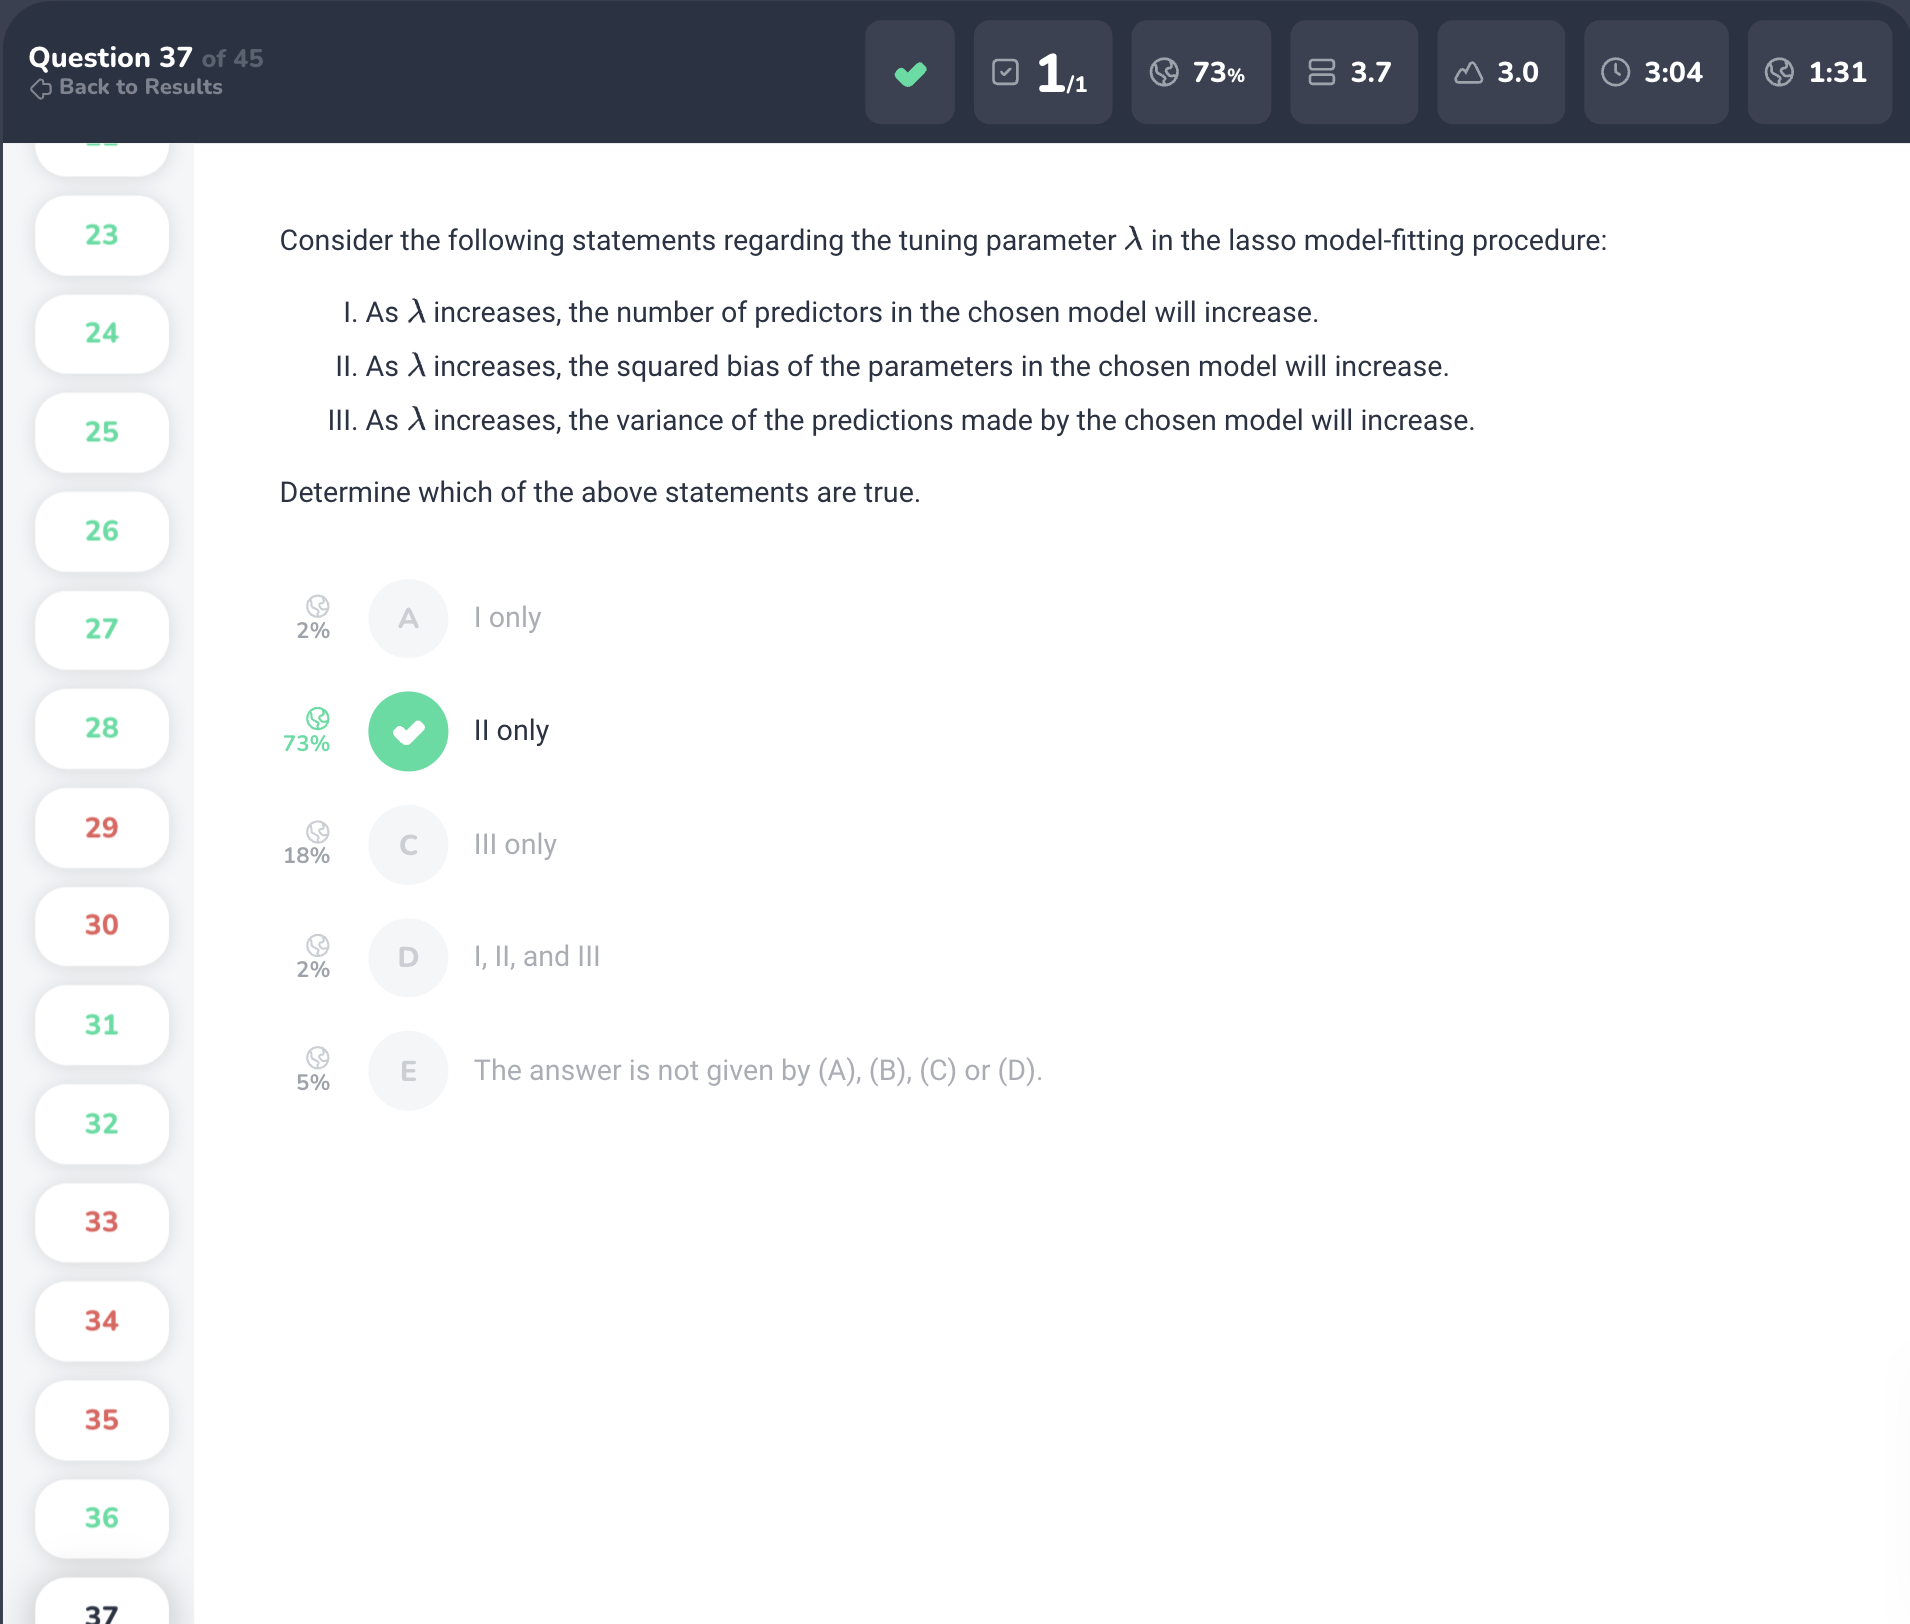 Question 37 of 45
Back to Results
1/1
73%
3.7
3.0
3:04
1:31
23
24
25
26
27
28
29
30
31
32
33
34
35
36
37
Consider the following statements regarding the tuning parameter λ in the lasso model-fitting procedure:
I. As λ increases, the number of predictors in the chosen model will increase.
II. As λ increases, the squared bias of the parameters in the chosen model will increase.
III. As λ increases, the variance of the predictions made by the chosen model will increase.
Determine which of the above statements are true.
2% A I only
73% II only
18% C III only
2% D I, II, and III
5% E The answer is not given by (A), (B), (C) or (D).